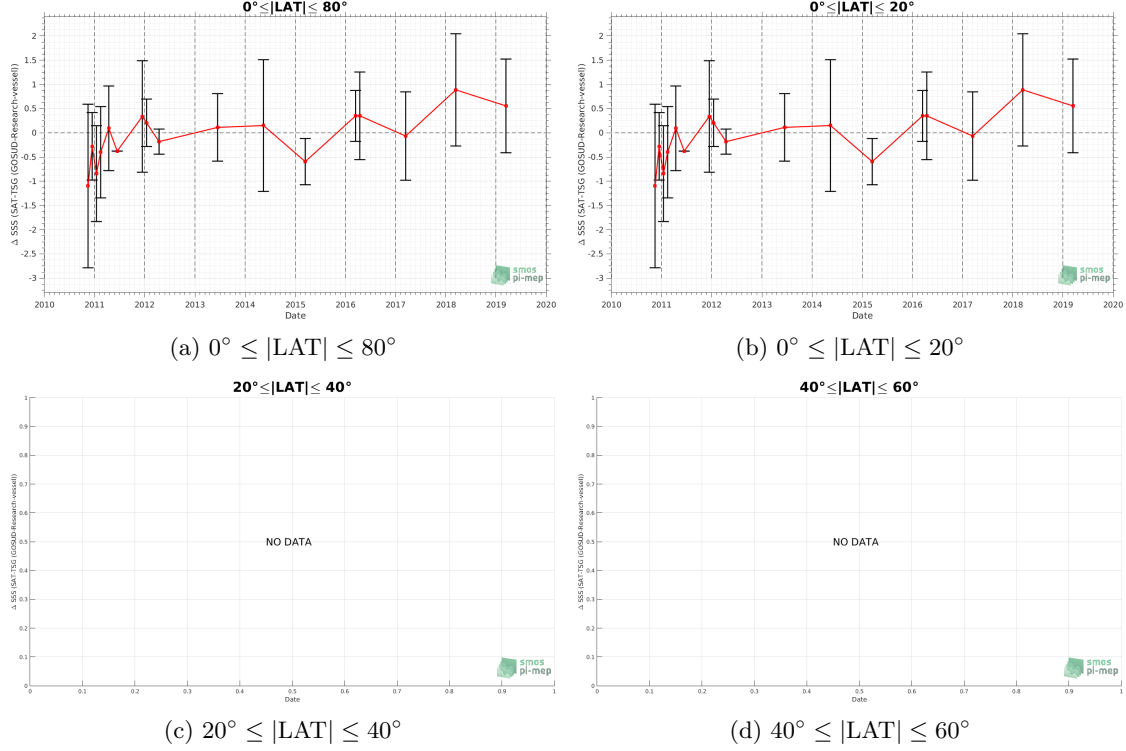 0°≤|LAT|≤ 80°
Δ SSS (SAT-TSG (GOSUD-Research-vessel))
2
1.5
1
0.5
0
-0.5
-1
-1.5
-2
-2.5
-3
2010 2011 2012 2013 2014 2015 2016 2017 2018 2019 2020
Date
smos
pi-mep
(a) 0° ≤ |LAT| ≤ 80°
0°≤|LAT|≤ 20°
Δ SSS (SAT-TSG (GOSUD-Research-vessel))
2
1.5
1
0.5
0
-0.5
-1
-1.5
-2
-2.5
-3
2010 2011 2012 2013 2014 2015 2016 2017 2018 2019 2020
Date
smos
pi-mep
(b) 0° ≤ |LAT| ≤ 20°
20°≤|LAT|≤ 40°
Δ SSS (SAT-TSG (GOSUD-Research-vessel))
1
0.9
0.8
0.7
0.6
0.5
0.4
0.3
0.2
0.1
0
NO DATA
0 0.1 0.2 0.3 0.4 0.5 0.6 0.7 0.8 0.9 1
Date
smos
pi-mep
(c) 20° ≤ |LAT| ≤ 40°
40°≤|LAT|≤ 60°
Δ SSS (SAT-TSG (GOSUD-Research-vessel))
1
0.9
0.8
0.7
0.6
0.5
0.4
0.3
0.2
0.1
0
NO DATA
0 0.1 0.2 0.3 0.4 0.5 0.6 0.7 0.8 0.9 1
Date
smos
pi-mep
(d) 40° ≤ |LAT| ≤ 60°